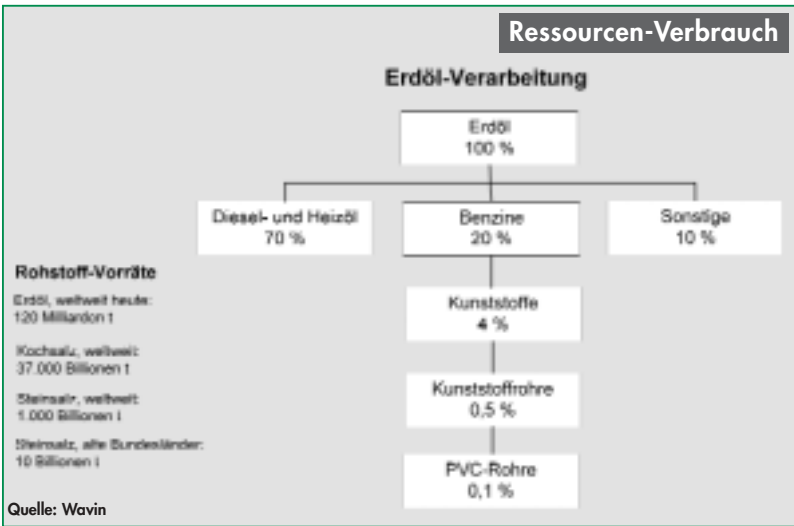 Ressourcen-Verbrauch
Erdöl-Verarbeitung
Erdöl
100 %
Diesel- und Heizöl
70 %
Benzine
20 %
Sonstige
10 %
Kunststoffe
4 %
Kunststoffrohre
0,5 %
PVC-Rohre
0,1 %
Rohstoff-Vorräte
Erdöl, weltweit heute:
120 Milliarden t
Kochsalz, weltweit:
37.000 Billionen t
Steinsalz, weltweit:
1.000 Billionen t
Steinsalz, alte Bundesländer:
10 Billionen t
Quelle: Wavin